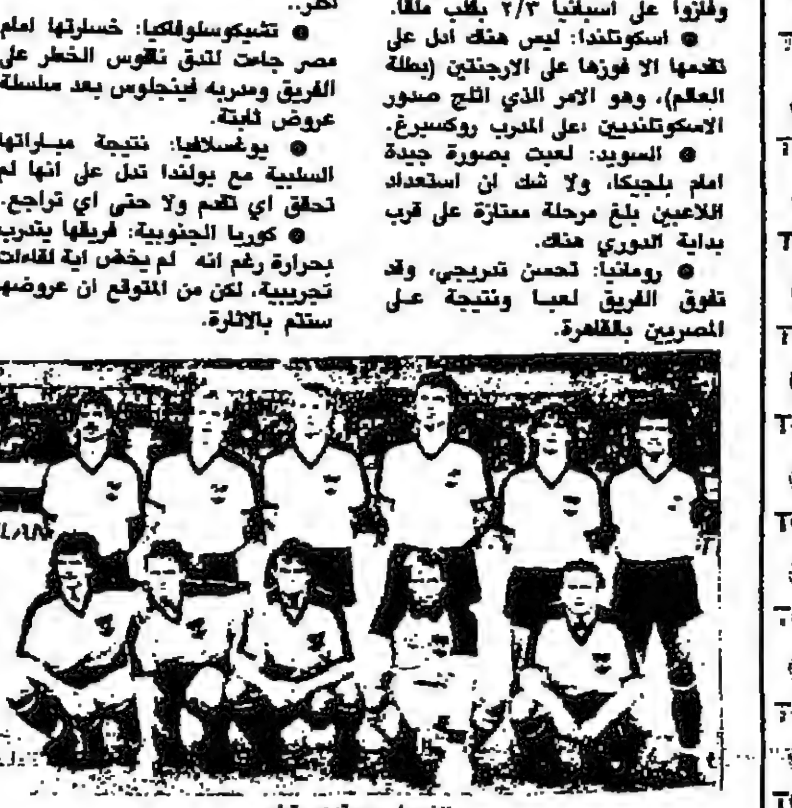 وفازوا على اسبانيا ٢/٣ بقلب ملقا.
● اسكوتلندا: ليس هناك ادل على
تقدمها الا فوزها على الارجنتين (بطلة
العالم)، وهو الامر الذي اثلج صدور
الاسكوتلنديين على المدرب روكسبرغ.
● السويد: لعبت بصورة جيدة
امام بلجيكا، ولا شك ان استعداد
اللاعبين بلغ مرحلة ممتازة على قرب
بداية الدوري هناك.
● رومانيا: تحسن تدريجي، وقد
تفوق الفريق لعبا ونتيجة على
المصريين بالقاهرة.
● تشيكوسلوفاكيا: خسارتها امام
مصر جاءت لتدق ناقوس الخطر على
الفريق ومدربه فينجلوس بعد سلسلة
عروض ثابتة.
● يوغسلافيا: نتيجة مباراتها
السلبية مع بولندا تدل على انها لم
تحقق اي تقدم ولا حتى اي تراجع.
● كوريا الجنوبية: فريقها يتدرب
بحرارة رغم انه لم يخض اية لقاءات
تجريبية، لكن من المتوقع ان عروضها
ستتم بالاثارة.